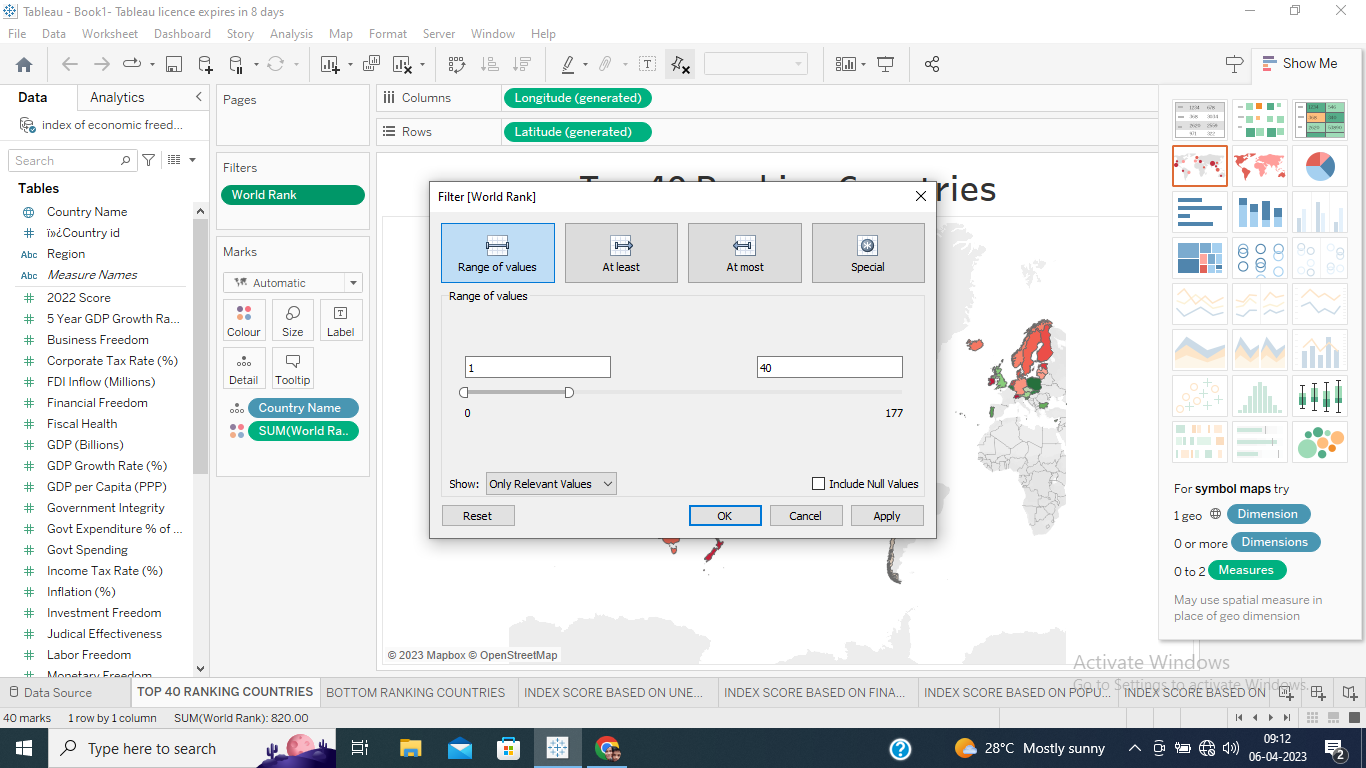 Tableau - Book1- Tableau licence expires in 8 days
File Data Worksheet Dashboard Story Analysis Map Format Server Window Help
Show Me
Data Analytics
index of economic freed...
Search
Tables
Country Name
ï»¿Country id
Region
Measure Names
2022 Score
5 Year GDP Growth Ra...
Business Freedom
Corporate Tax Rate (%)
FDI Inflow (Millions)
Financial Freedom
Fiscal Health
GDP (Billions)
GDP Growth Rate (%)
GDP per Capita (PPP)
Government Integrity
Govt Expenditure % of ...
Govt Spending
Income Tax Rate (%)
Inflation (%)
Investment Freedom
Judical Effectiveness
Labor Freedom
Monetary Freedom
Pages
Filters
World Rank
Marks
Automatic
Colour Size Label
Detail Tooltip
Country Name
SUM(World Ra..
Columns Longitude (generated)
Rows Latitude (generated)
Top 40 Ranking Countries
Filter [World Rank]
Range of values At least At most Special
Range of values
1 40
0 177
Show: Only Relevant Values Include Null Values
Reset OK Cancel Apply
© 2023 Mapbox © OpenStreetMap
For symbol maps try
1 geo Dimension
0 or more Dimensions
0 to 2 Measures
May use spatial measure in
place of geo dimension
Activate Windows
Go to Settings to activate Windows.
Data Source TOP 40 RANKING COUNTRIES BOTTOM RANKING COUNTRIES INDEX SCORE BASED ON UNE... INDEX SCORE BASED ON FINA... INDEX SCORE BASED ON POPU... INDEX SCORE BASED ON
40 marks 1 row by 1 column SUM(World Rank): 820.00
Type here to search
28°C Mostly sunny
09:12
06-04-2023
2